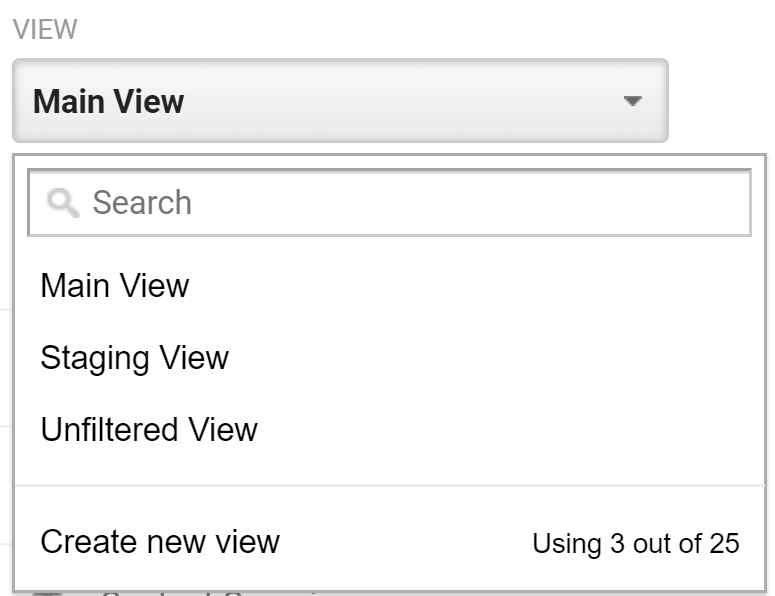 VIEW
Main View
Search
Main View
Staging View
Unfiltered View
Create new view Using 3 out of 25